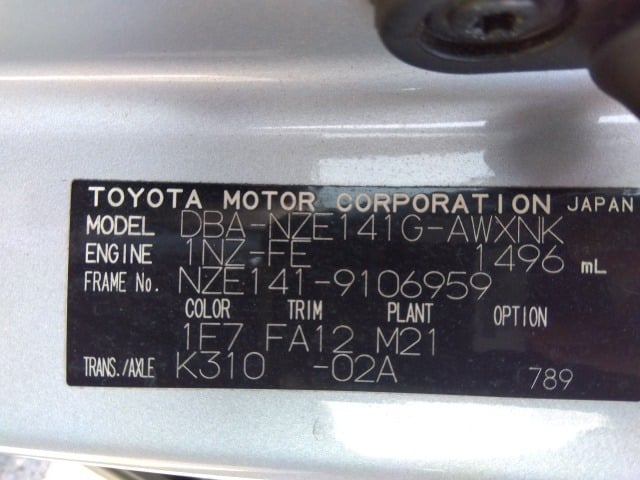 TOYOTA MOTOR CORPORATION JAPAN
MODEL DBA-NZE141G-AWXNK
ENGINE 1NZ-FE 1496 mL
FRAME No. NZE141-9106959
COLOR TRIM PLANT OPTION
1E7 FA12 M21
TRANS./AXLE K310 -02A 789